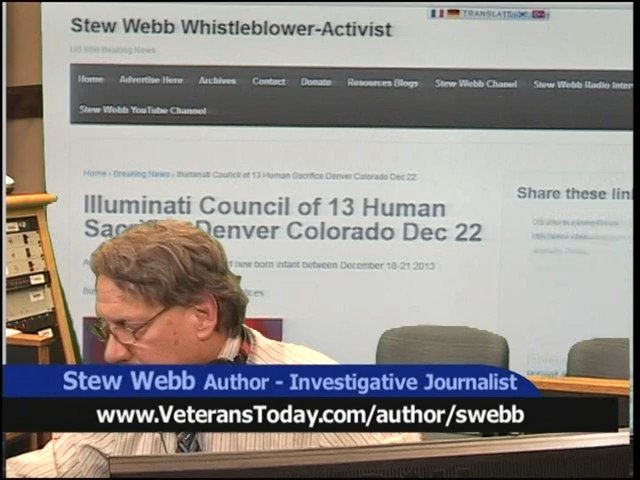 TRANSLATE
Stew Webb Whistleblower-Activist
US Breaking News
Home Advertise Here Archives Contact Donate Resources Blogs Stew Webb Chanel Stew Webb Radio Inter
Stew Webb YouTube Channel
Home › Breaking News › Illuminati Council of 13 Human Sacrifice Denver Colorado Dec 22
Illuminati Council of 13 Human
Denver Colorado Dec 22
Share these link
new born infant between December 18-21 2013
Stew Webb Author - Investigative Journalist
www.VeteransToday.com/author/swebb